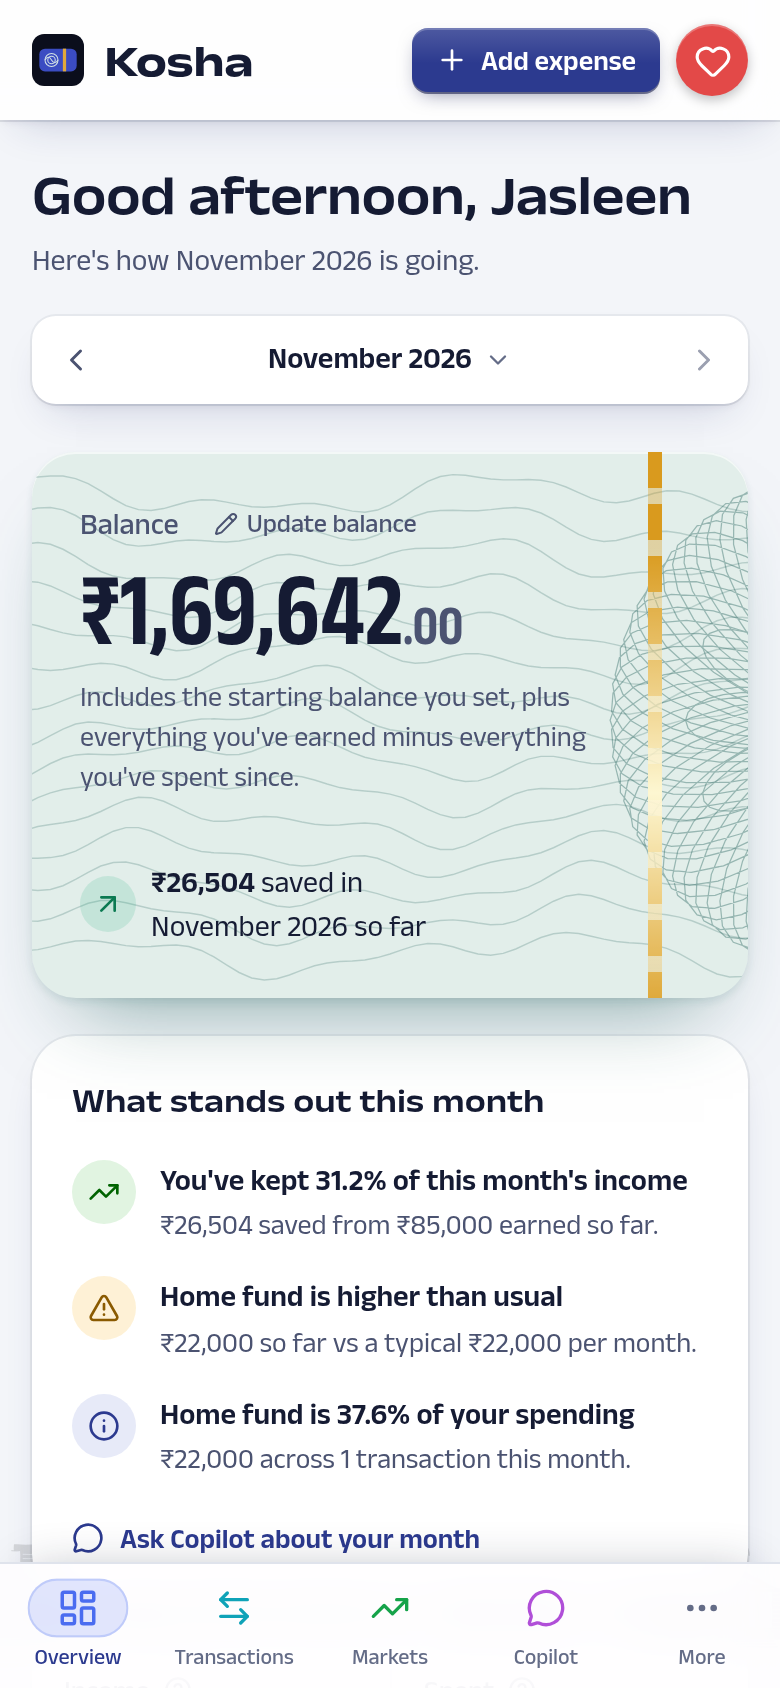 Kosha
Add expense
Good afternoon, Jasleen
Here's how November 2026 is going.
November 2026
Balance
Update balance
₹1,69,642.00
Includes the starting balance you set, plus
everything you've earned minus everything
you've spent since.
₹26,504 saved in
November 2026 so far
What stands out this month
You've kept 31.2% of this month's income
₹26,504 saved from ₹85,000 earned so far.
Home fund is higher than usual
₹22,000 so far vs a typical ₹22,000 per month.
Home fund is 37.6% of your spending
₹22,000 across 1 transaction this month.
Ask Copilot about your month
Overview
Transactions
Markets
Copilot
More